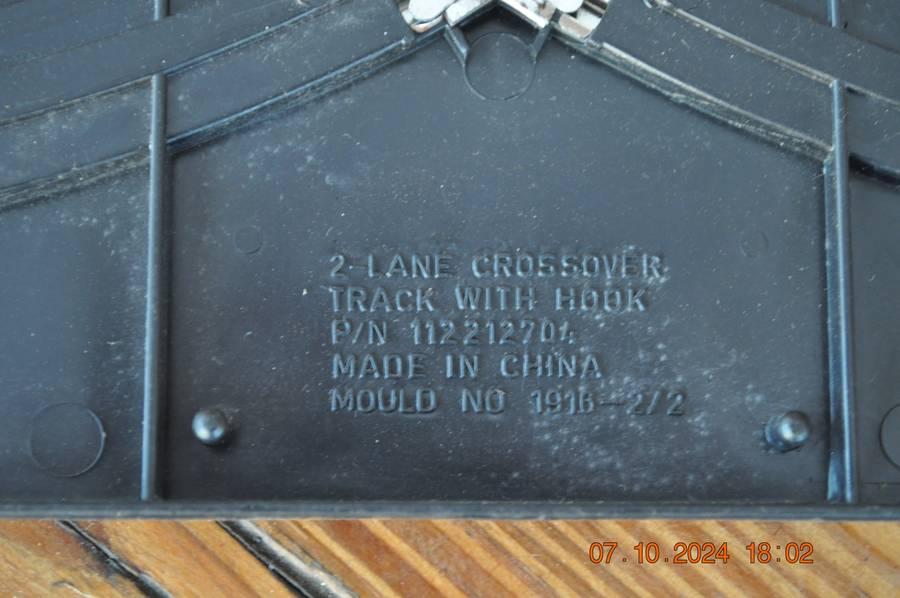 2-LANE CROSSOVER
TRACK WITH HOOK
P/N 112212704
MADE IN CHINA
MOULD NO 1916-2/2
07.10.2024 18:02